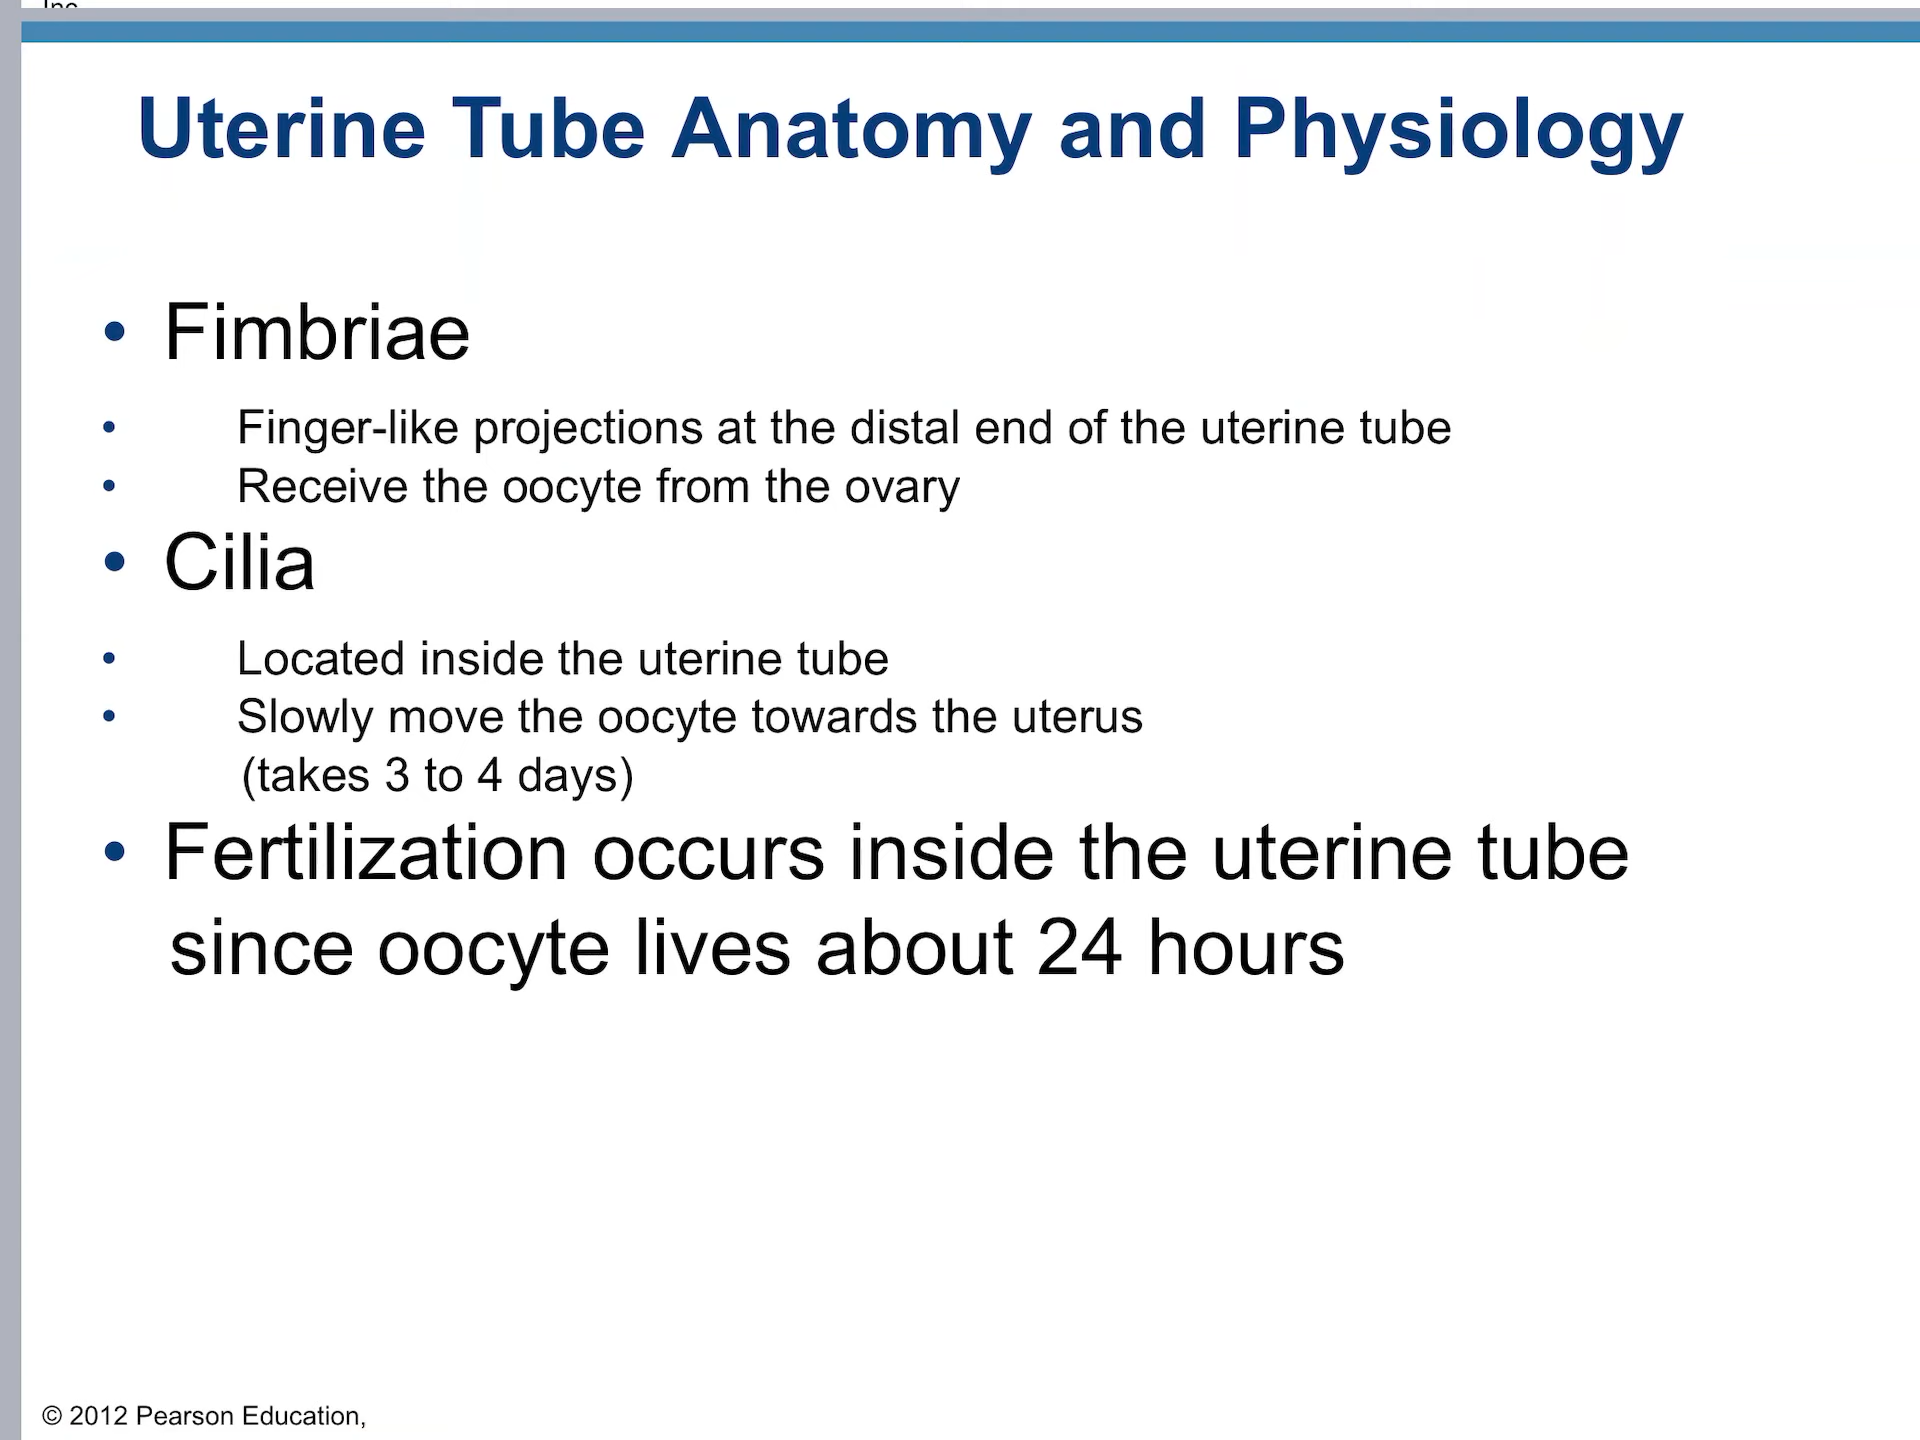 Inc
Uterine Tube Anatomy and Physiology
• Fimbriae
• Finger-like projections at the distal end of the uterine tube
• Receive the oocyte from the ovary
• Cilia
• Located inside the uterine tube
• Slowly move the oocyte towards the uterus
(takes 3 to 4 days)
• Fertilization occurs inside the uterine tube
since oocyte lives about 24 hours
© 2012 Pearson Education,